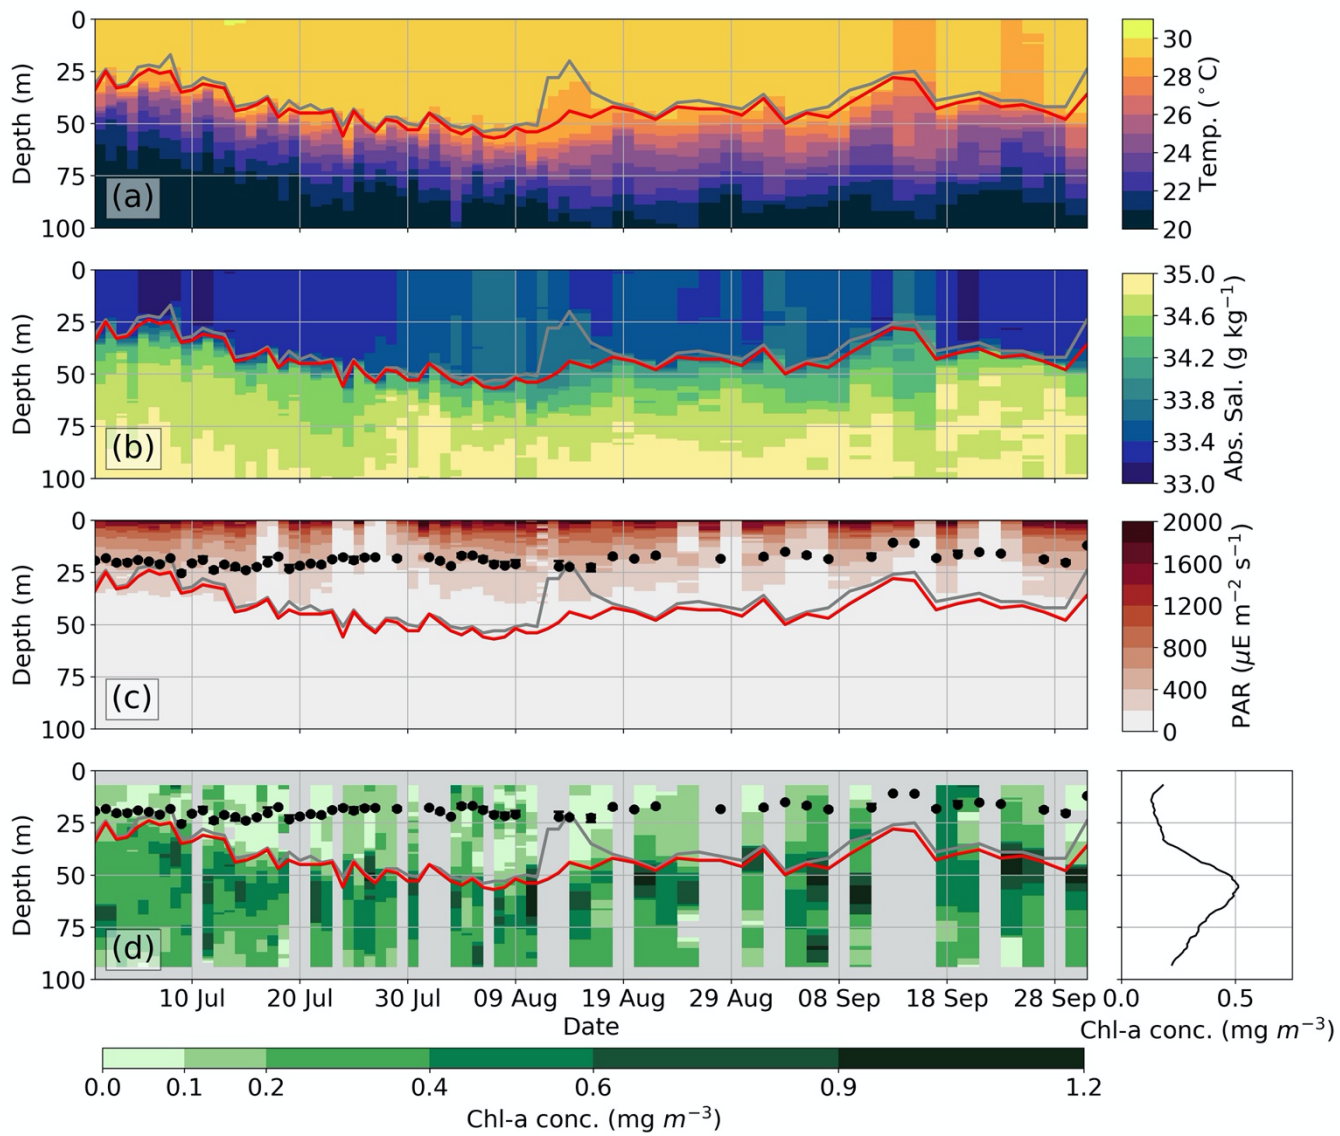 0
25
50
75
100
Depth (m)
(a)
30
28
26
24
22
20
Temp. (°C)
0
25
50
75
100
Depth (m)
(b)
35.0
34.6
34.2
33.8
33.4
33.0
Abs. Sal. (g kg⁻¹)
0
25
50
75
100
Depth (m)
(c)
2000
1600
1200
800
400
0
PAR (μE m⁻² s⁻¹)
0
25
50
75
100
Depth (m)
(d)
10 Jul 20 Jul 30 Jul 09 Aug 19 Aug 29 Aug 08 Sep 18 Sep 28 Sep
Date
0.0 0.5
Chl-a conc. (mg m⁻³)
0.0 0.1 0.2 0.4 0.6 0.9 1.2
Chl-a conc. (mg m⁻³)